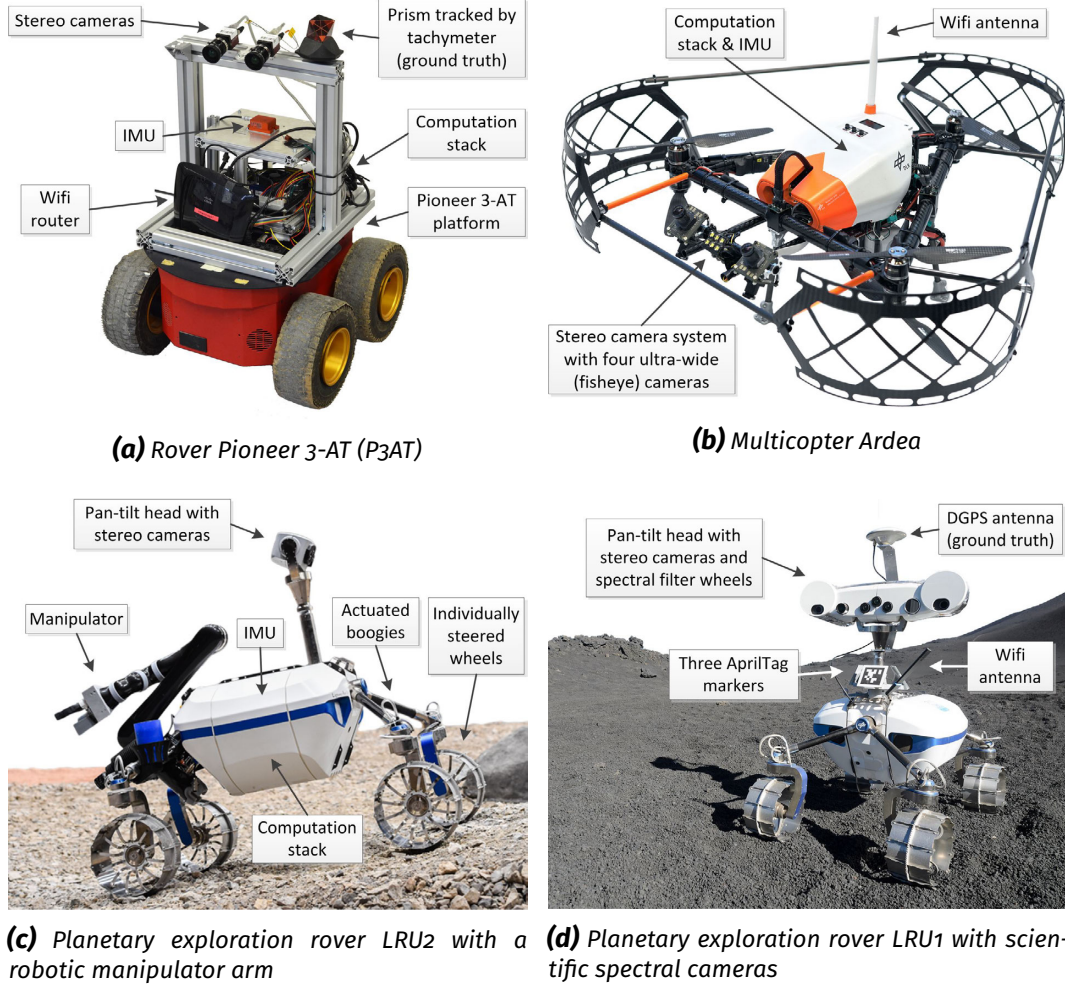 Stereo cameras
Prism tracked by
tachymeter
(ground truth)
IMU
Computation
stack
Wifi
router
Pioneer 3-AT
platform
(a) Rover Pioneer 3-AT (P3AT)
Computation
stack & IMU
Wifi antenna
DLR
Stereo camera system
with four ultra-wide
(fisheye) cameras
(b) Multicopter Ardea
Pan-tilt head with
stereo cameras
Manipulator
IMU
Actuated
boogies
Individually
steered
wheels
Computation
stack
(c) Planetary exploration rover LRU2 with a
robotic manipulator arm
Pan-tilt head with
stereo cameras and
spectral filter wheels
DGPS antenna
(ground truth)
Three AprilTag
markers
Wifi
antenna
(d) Planetary exploration rover LRU1 with scien-
tific spectral cameras